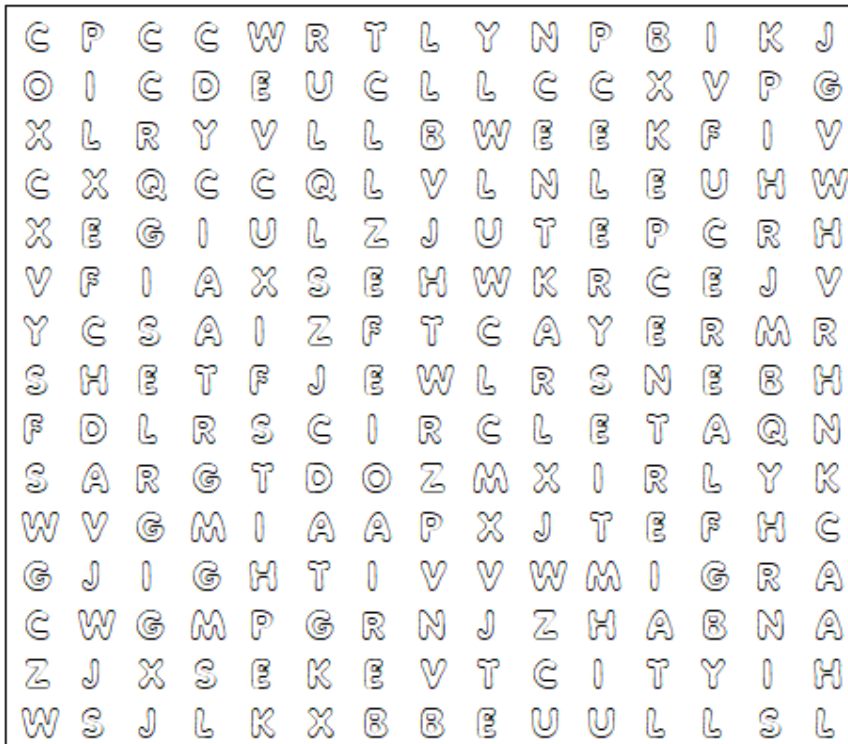 C P C C W R T L Y N P B I K J
O I C D E U C L L C C X V P G
X L R Y V L L B W E E K F I V
C X Q C C Q L V L N L E U H W
X E G I U L Z J U T E P C R H
V F I A X S E H W K R C E J V
Y C S A I Z F T C A Y E R M R
S H E T F J E W L R S N E B H
F D L R S C I R C L E T A Q N
S A R G T D O Z M X I R L Y K
W V G M I A A P X J T E F H C
G J I G H T I V V W M I G R A
C W G M P G R N J Z H A B N A
Z J X S E K E V T C I T Y I H
W S J L K X B B E U U L L S L